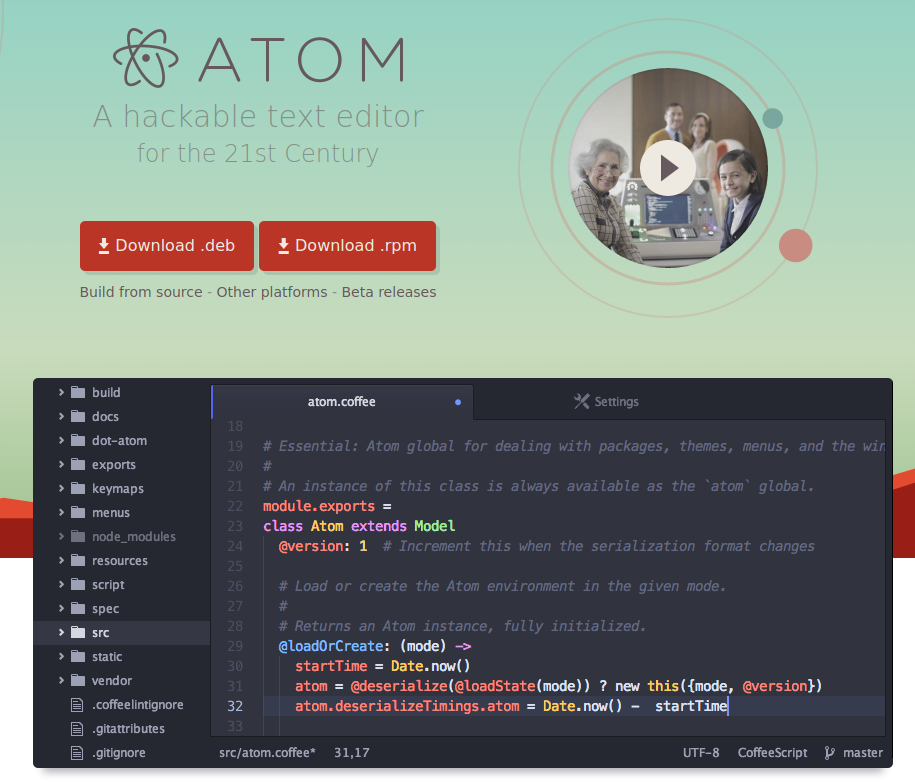 ATOM
A hackable text editor
for the 21st Century
Download .deb Download .rpm
Build from source - Other platforms - Beta releases
build
docs
dot-atom
exports
keymaps
menus
node_modules
resources
script
spec
src
static
vendor
.coffeelintignore
.gitattributes
.gitignore
atom.coffee Settings
18
19 # Essential: Atom global for dealing with packages, themes, menus, and the win
20 #
21 # An instance of this class is always available as the `atom` global.
22 module.exports =
23 class Atom extends Model
24 @version: 1 # Increment this when the serialization format changes
25
26 # Load or create the Atom environment in the given mode.
27 #
28 # Returns an Atom instance, fully initialized.
29 @loadOrCreate: (mode) ->
30 startTime = Date.now()
31 atom = @deserialize(@loadState(mode)) ? new this({mode, @version})
32 atom.deserializeTimings.atom = Date.now() -  startTime
33
src/atom.coffee* 31,17 UTF-8 CoffeeScript master